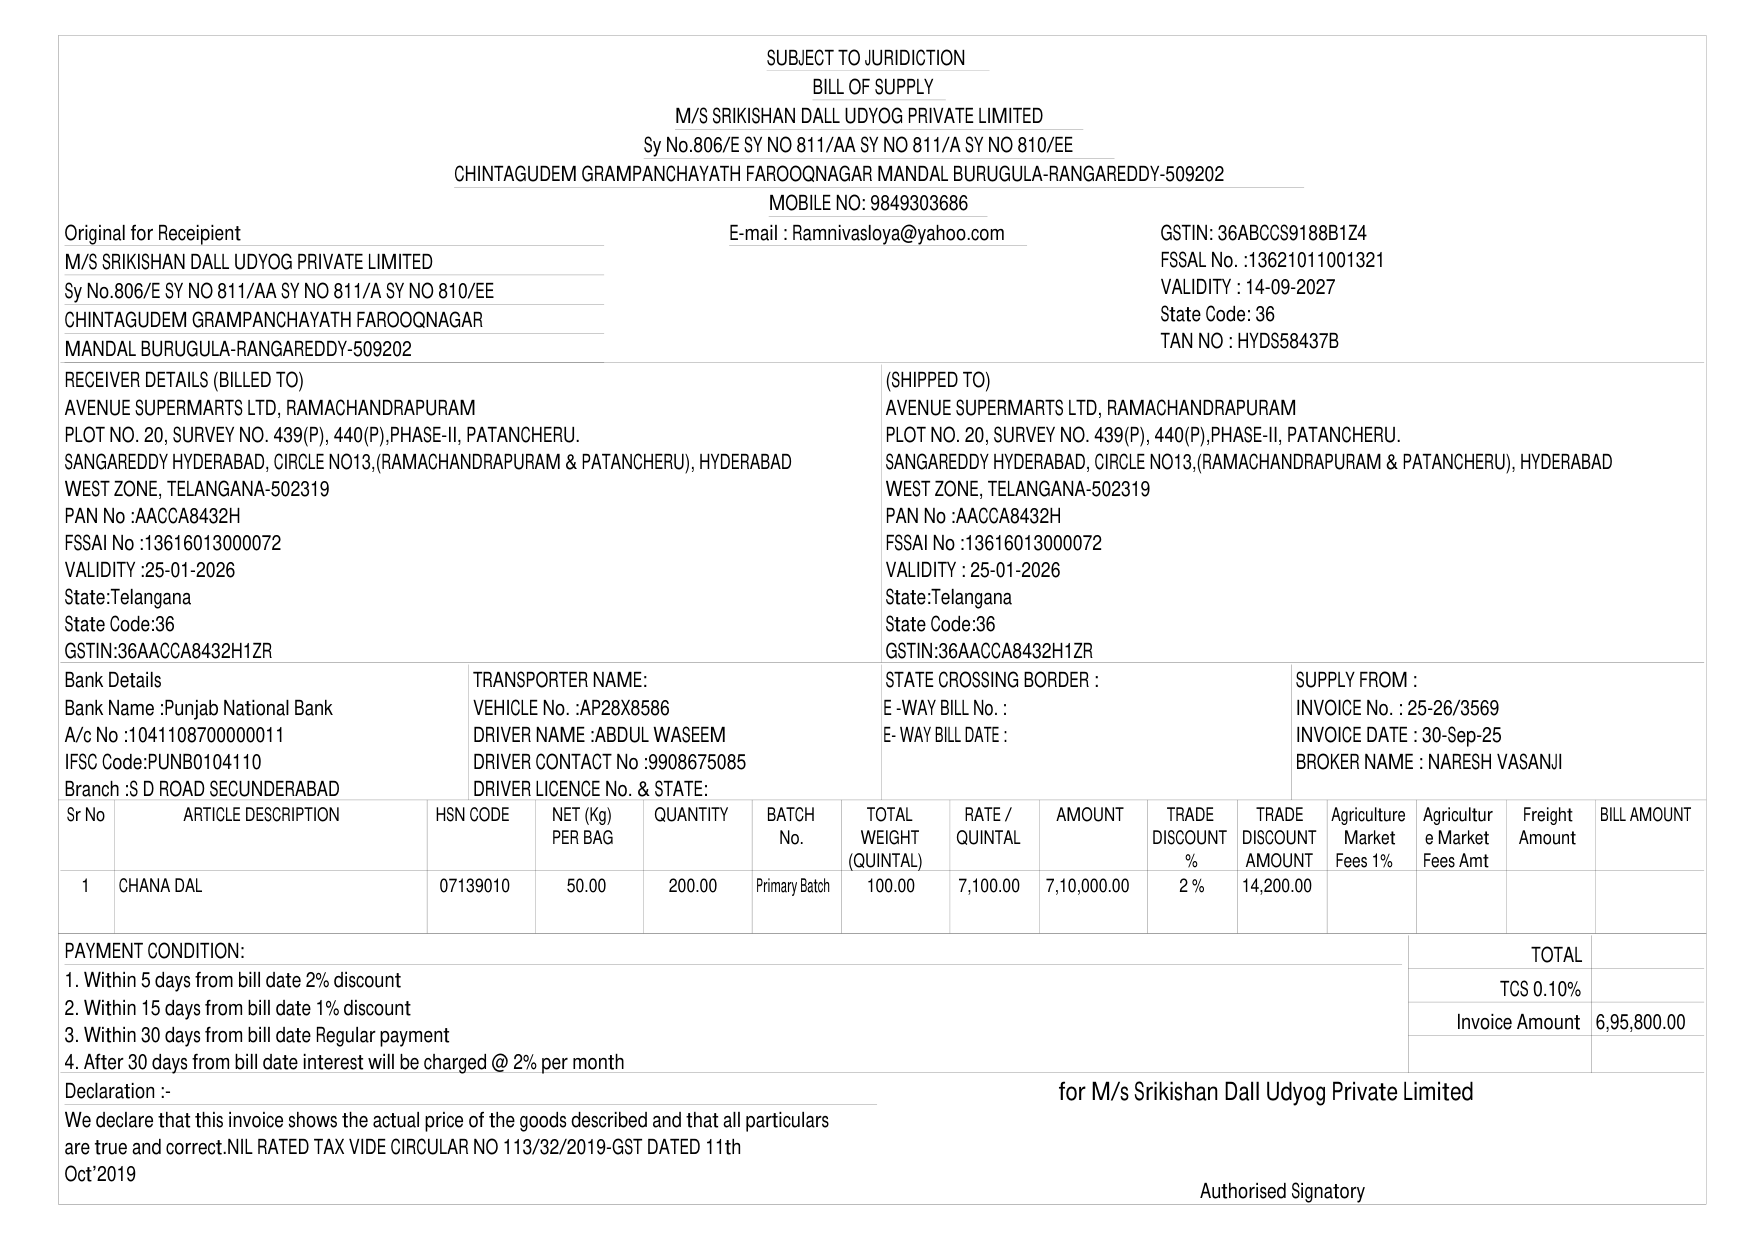 SUBJECT TO JURIDICTION
BILL OF SUPPLY
M/S SRIKISHAN DALL UDYOG PRIVATE LIMITED
Sy No.806/E SY NO 811/AA SY NO 811/A SY NO 810/EE
CHINTAGUDEM GRAMPANCHAYATH FAROOQNAGAR MANDAL BURUGULA-RANGAREDDY-509202
MOBILE NO: 9849303686
E-mail : Ramnivasloya@yahoo.com
Original for Receipient
M/S SRIKISHAN DALL UDYOG PRIVATE LIMITED
Sy No.806/E SY NO 811/AA SY NO 811/A SY NO 810/EE
CHINTAGUDEM GRAMPANCHAYATH FAROOQNAGAR
MANDAL BURUGULA-RANGAREDDY-509202
GSTIN: 36ABCCS9188B1Z4
FSSAL No. :13621011001321
VALIDITY : 14-09-2027
State Code: 36
TAN NO : HYDS58437B
RECEIVER DETAILS (BILLED TO)
AVENUE SUPERMARTS LTD, RAMACHANDRAPURAM
PLOT NO. 20, SURVEY NO. 439(P), 440(P),PHASE-II, PATANCHERU.
SANGAREDDY HYDERABAD, CIRCLE NO13,(RAMACHANDRAPURAM & PATANCHERU), HYDERABAD
WEST ZONE, TELANGANA-502319
PAN No :AACCA8432H
FSSAI No :13616013000072
VALIDITY :25-01-2026
State:Telangana
State Code:36
GSTIN:36AACCA8432H1ZR
(SHIPPED TO)
AVENUE SUPERMARTS LTD, RAMACHANDRAPURAM
PLOT NO. 20, SURVEY NO. 439(P), 440(P),PHASE-II, PATANCHERU.
SANGAREDDY HYDERABAD, CIRCLE NO13,(RAMACHANDRAPURAM & PATANCHERU), HYDERABAD
WEST ZONE, TELANGANA-502319
PAN No :AACCA8432H
FSSAI No :13616013000072
VALIDITY : 25-01-2026
State:Telangana
State Code:36
GSTIN:36AACCA8432H1ZR
Bank Details
Bank Name :Punjab National Bank
A/c No :1041108700000011
IFSC Code:PUNB0104110
Branch :S D ROAD SECUNDERABAD
TRANSPORTER NAME:
VEHICLE No. :AP28X8586
DRIVER NAME :ABDUL WASEEM
DRIVER CONTACT No :9908675085
DRIVER LICENCE No. & STATE:
STATE CROSSING BORDER :
E -WAY BILL No. :
E- WAY BILL DATE :
SUPPLY FROM :
INVOICE No. : 25-26/3569
INVOICE DATE : 30-Sep-25
BROKER NAME : NARESH VASANJI
Sr No ARTICLE DESCRIPTION HSN CODE NET (Kg) QUANTITY BATCH TOTAL RATE / AMOUNT TRADE TRADE Agriculture Agricultur Freight BILL AMOUNT
PER BAG No. WEIGHT QUINTAL DISCOUNT DISCOUNT Market e Market Amount
(QUINTAL) % AMOUNT Fees 1% Fees Amt
1 CHANA DAL 07139010 50.00 200.00 Primary Batch 100.00 7,100.00 7,10,000.00 2 % 14,200.00
PAYMENT CONDITION:
1. Within 5 days from bill date 2% discount
2. Within 15 days from bill date 1% discount
3. Within 30 days from bill date Regular payment
4. After 30 days from bill date interest will be charged @ 2% per month
TOTAL
TCS 0.10%
Invoice Amount 6,95,800.00
Declaration :-
We declare that this invoice shows the actual price of the goods described and that all particulars
are true and correct.NIL RATED TAX VIDE CIRCULAR NO 113/32/2019-GST DATED 11th
Oct’2019
for M/s Srikishan Dall Udyog Private Limited
Authorised Signatory